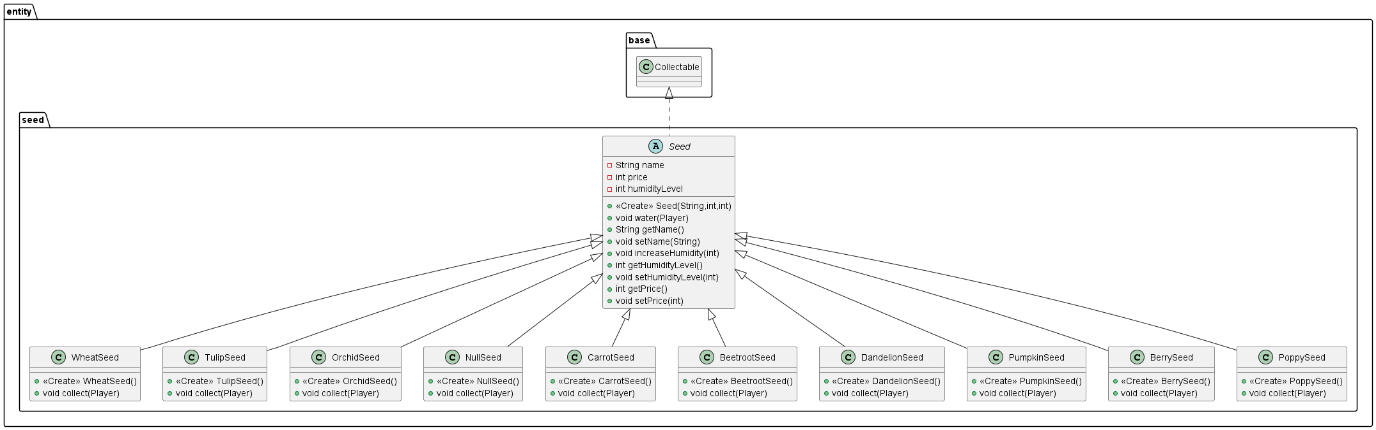 entity
base
C Collectable
seed
A Seed
String name
int price
int humidityLevel
«Create» Seed(String,int,int)
void water(Player)
String getName()
void setName(String)
void increaseHumidity(int)
int getHumidityLevel()
void setHumidityLevel(int)
int getPrice()
void setPrice(int)
C WheatSeed
«Create» WheatSeed()
void collect(Player)
C TulipSeed
«Create» TulipSeed()
void collect(Player)
C OrchidSeed
«Create» OrchidSeed()
void collect(Player)
C NullSeed
«Create» NullSeed()
void collect(Player)
C CarrotSeed
«Create» CarrotSeed()
void collect(Player)
C BeetrootSeed
«Create» BeetrootSeed()
void collect(Player)
C DandelionSeed
«Create» DandelionSeed()
void collect(Player)
C PumpkinSeed
«Create» PumpkinSeed()
void collect(Player)
C BerrySeed
«Create» BerrySeed()
void collect(Player)
C PoppySeed
«Create» PoppySeed()
void collect(Player)